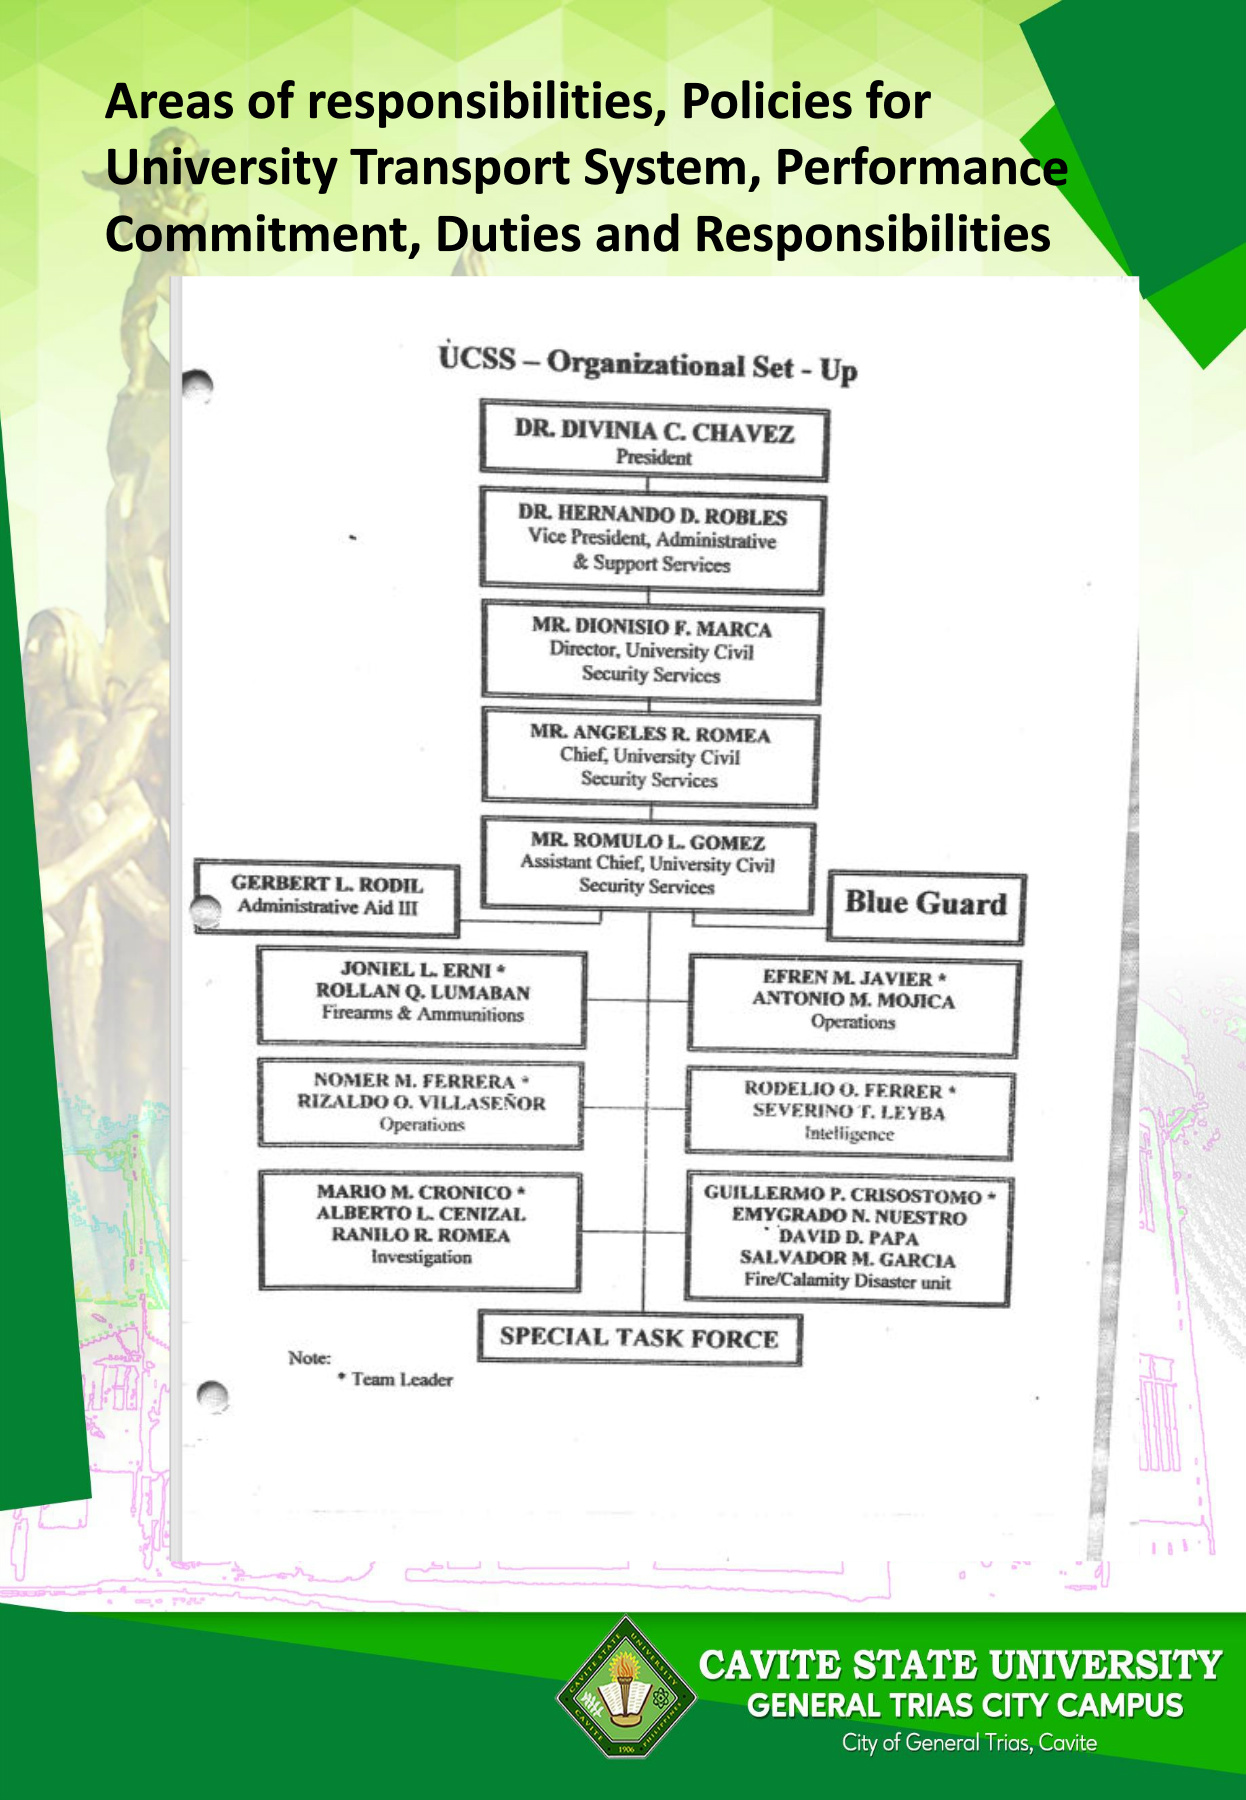 Areas of responsibilities, Policies for
University Transport System, Performance
Commitment, Duties and Responsibilities
UCSS – Organizational Set - Up
DR. DIVINIA C. CHAVEZ
President
DR. HERNANDO D. ROBLES
Vice President, Administrative
& Support Services
MR. DIONISIO F. MARCA
Director, University Civil
Security Services
MR. ANGELES R. ROMEA
Chief, University Civil
Security Services
MR. ROMULO L. GOMEZ
Assistant Chief, University Civil
Security Services
GERBERT L. RODIL
Administrative Aid III
Blue Guard
JONIEL L. ERNI *
ROLLAN Q. LUMABAN
Firearms & Ammunitions
EFREN M. JAVIER *
ANTONIO M. MOJICA
Operations
NOMER M. FERRERA *
RIZALDO O. VILLASEÑOR
Operations
RODELIO O. FERRER *
SEVERINO T. LEYBA
Intelligence
MARIO M. CRONICO *
ALBERTO L. CENIZAL
RANILO R. ROMEA
Investigation
GUILLERMO P. CRISOSTOMO *
EMYGRADO N. NUESTRO
DAVID D. PAPA
SALVADOR M. GARCIA
Fire/Calamity Disaster unit
SPECIAL TASK FORCE
Note:
* Team Leader
CAVITE STATE UNIVERSITY
CAVITE
PHILIPPINES
1906
CAVITE STATE UNIVERSITY
GENERAL TRIAS CITY CAMPUS
City of General Trias, Cavite